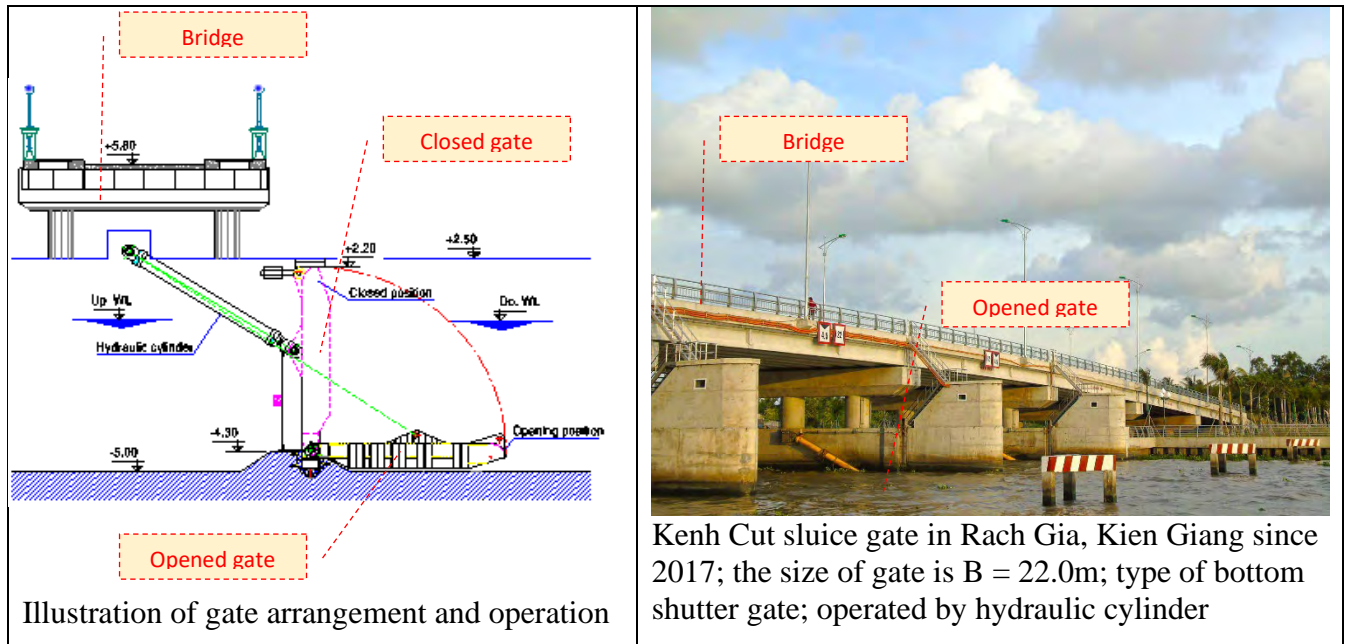 Bridge
Closed gate
+5.80
+2.20
+2.50
Closed position
Up WL
Do. WL
Hydraulic cylinder
-4.30
Opening position
-5.00
Opened gate
Illustration of gate arrangement and operation
Bridge
Opened gate
Kenh Cut sluice gate in Rach Gia, Kien Giang since
2017; the size of gate is B = 22.0m; type of bottom
shutter gate; operated by hydraulic cylinder